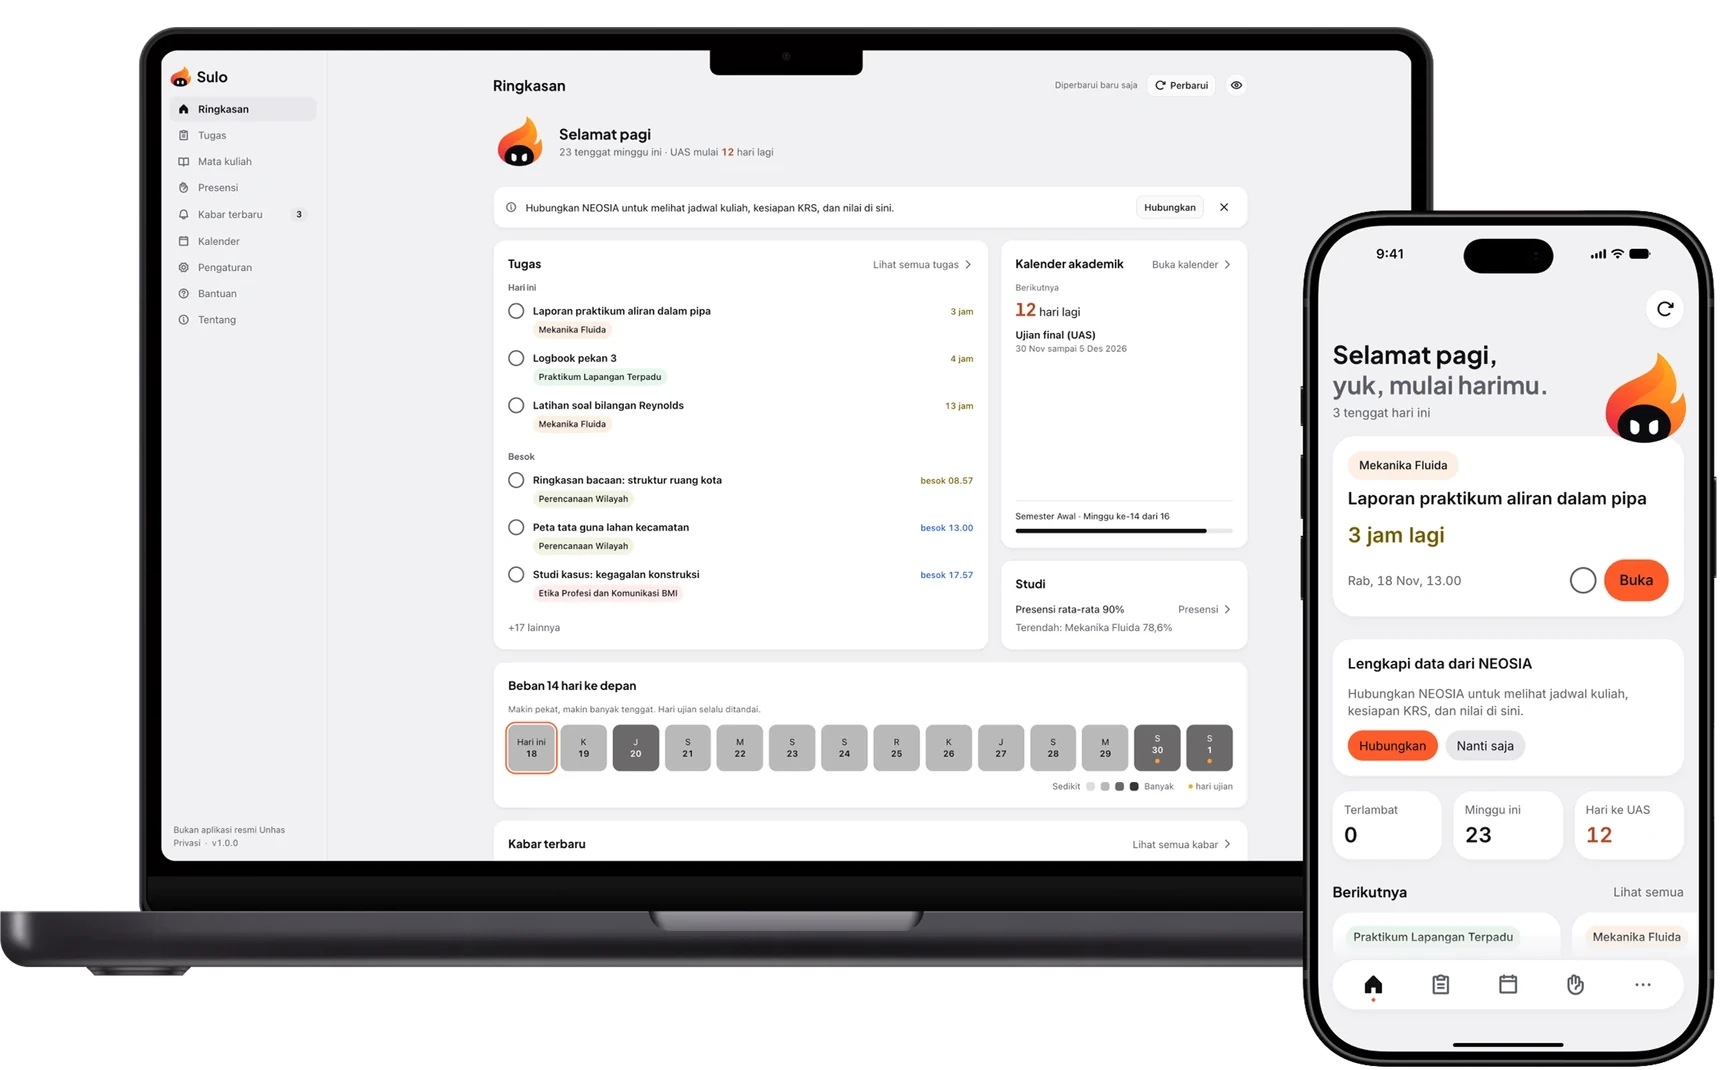 Sulo
Ringkasan
Tugas
Mata kuliah
Presensi
Kabar terbaru 3
Kalender
Pengaturan
Bantuan
Tentang
Bukan aplikasi resmi Unhas
Privasi · v1.0.0
Ringkasan
Diperbarui baru saja Perbarui
Selamat pagi
23 tenggat minggu ini · UAS mulai 12 hari lagi
Hubungkan NEOSIA untuk melihat jadwal kuliah, kesiapan KRS, dan nilai di sini. Hubungkan
Tugas Lihat semua tugas
Hari ini
Laporan praktikum aliran dalam pipa 3 jam
Mekanika Fluida
Logbook pekan 3 4 jam
Praktikum Lapangan Terpadu
Latihan soal bilangan Reynolds 13 jam
Mekanika Fluida
Besok
Ringkasan bacaan: struktur ruang kota besok 08.57
Perencanaan Wilayah
Peta tata guna lahan kecamatan besok 13.00
Perencanaan Wilayah
Studi kasus: kegagalan konstruksi besok 17.57
Etika Profesi dan Komunikasi BMI
+17 lainnya
Kalender akademik Buka kalender
Berikutnya
12 hari lagi
Ujian final (UAS)
30 Nov sampai 5 Des 2026
Semester Awal · Minggu ke-14 dari 16
Studi
Presensi rata-rata 90% Presensi
Terendah: Mekanika Fluida 78,6%
Beban 14 hari ke depan
Makin pekat, makin banyak tenggat. Hari ujian selalu ditandai.
Hari ini K J S M S S R K J S M S S
18 19 20 21 22 23 24 25 26 27 28 29 30 1
Sedikit Banyak hari ujian
Kabar terbaru Lihat semua kabar
9:41
Selamat pagi,
yuk, mulai harimu.
3 tenggat hari ini
Mekanika Fluida
Laporan praktikum aliran dalam pipa
3 jam lagi
Rab, 18 Nov, 13.00 Buka
Lengkapi data dari NEOSIA
Hubungkan NEOSIA untuk melihat jadwal kuliah,
kesiapan KRS, dan nilai di sini.
Hubungkan Nanti saja
Terlambat Minggu ini Hari ke UAS
0 23 12
Berikutnya Lihat semua
Praktikum Lapangan Terpadu Mekanika Fluida